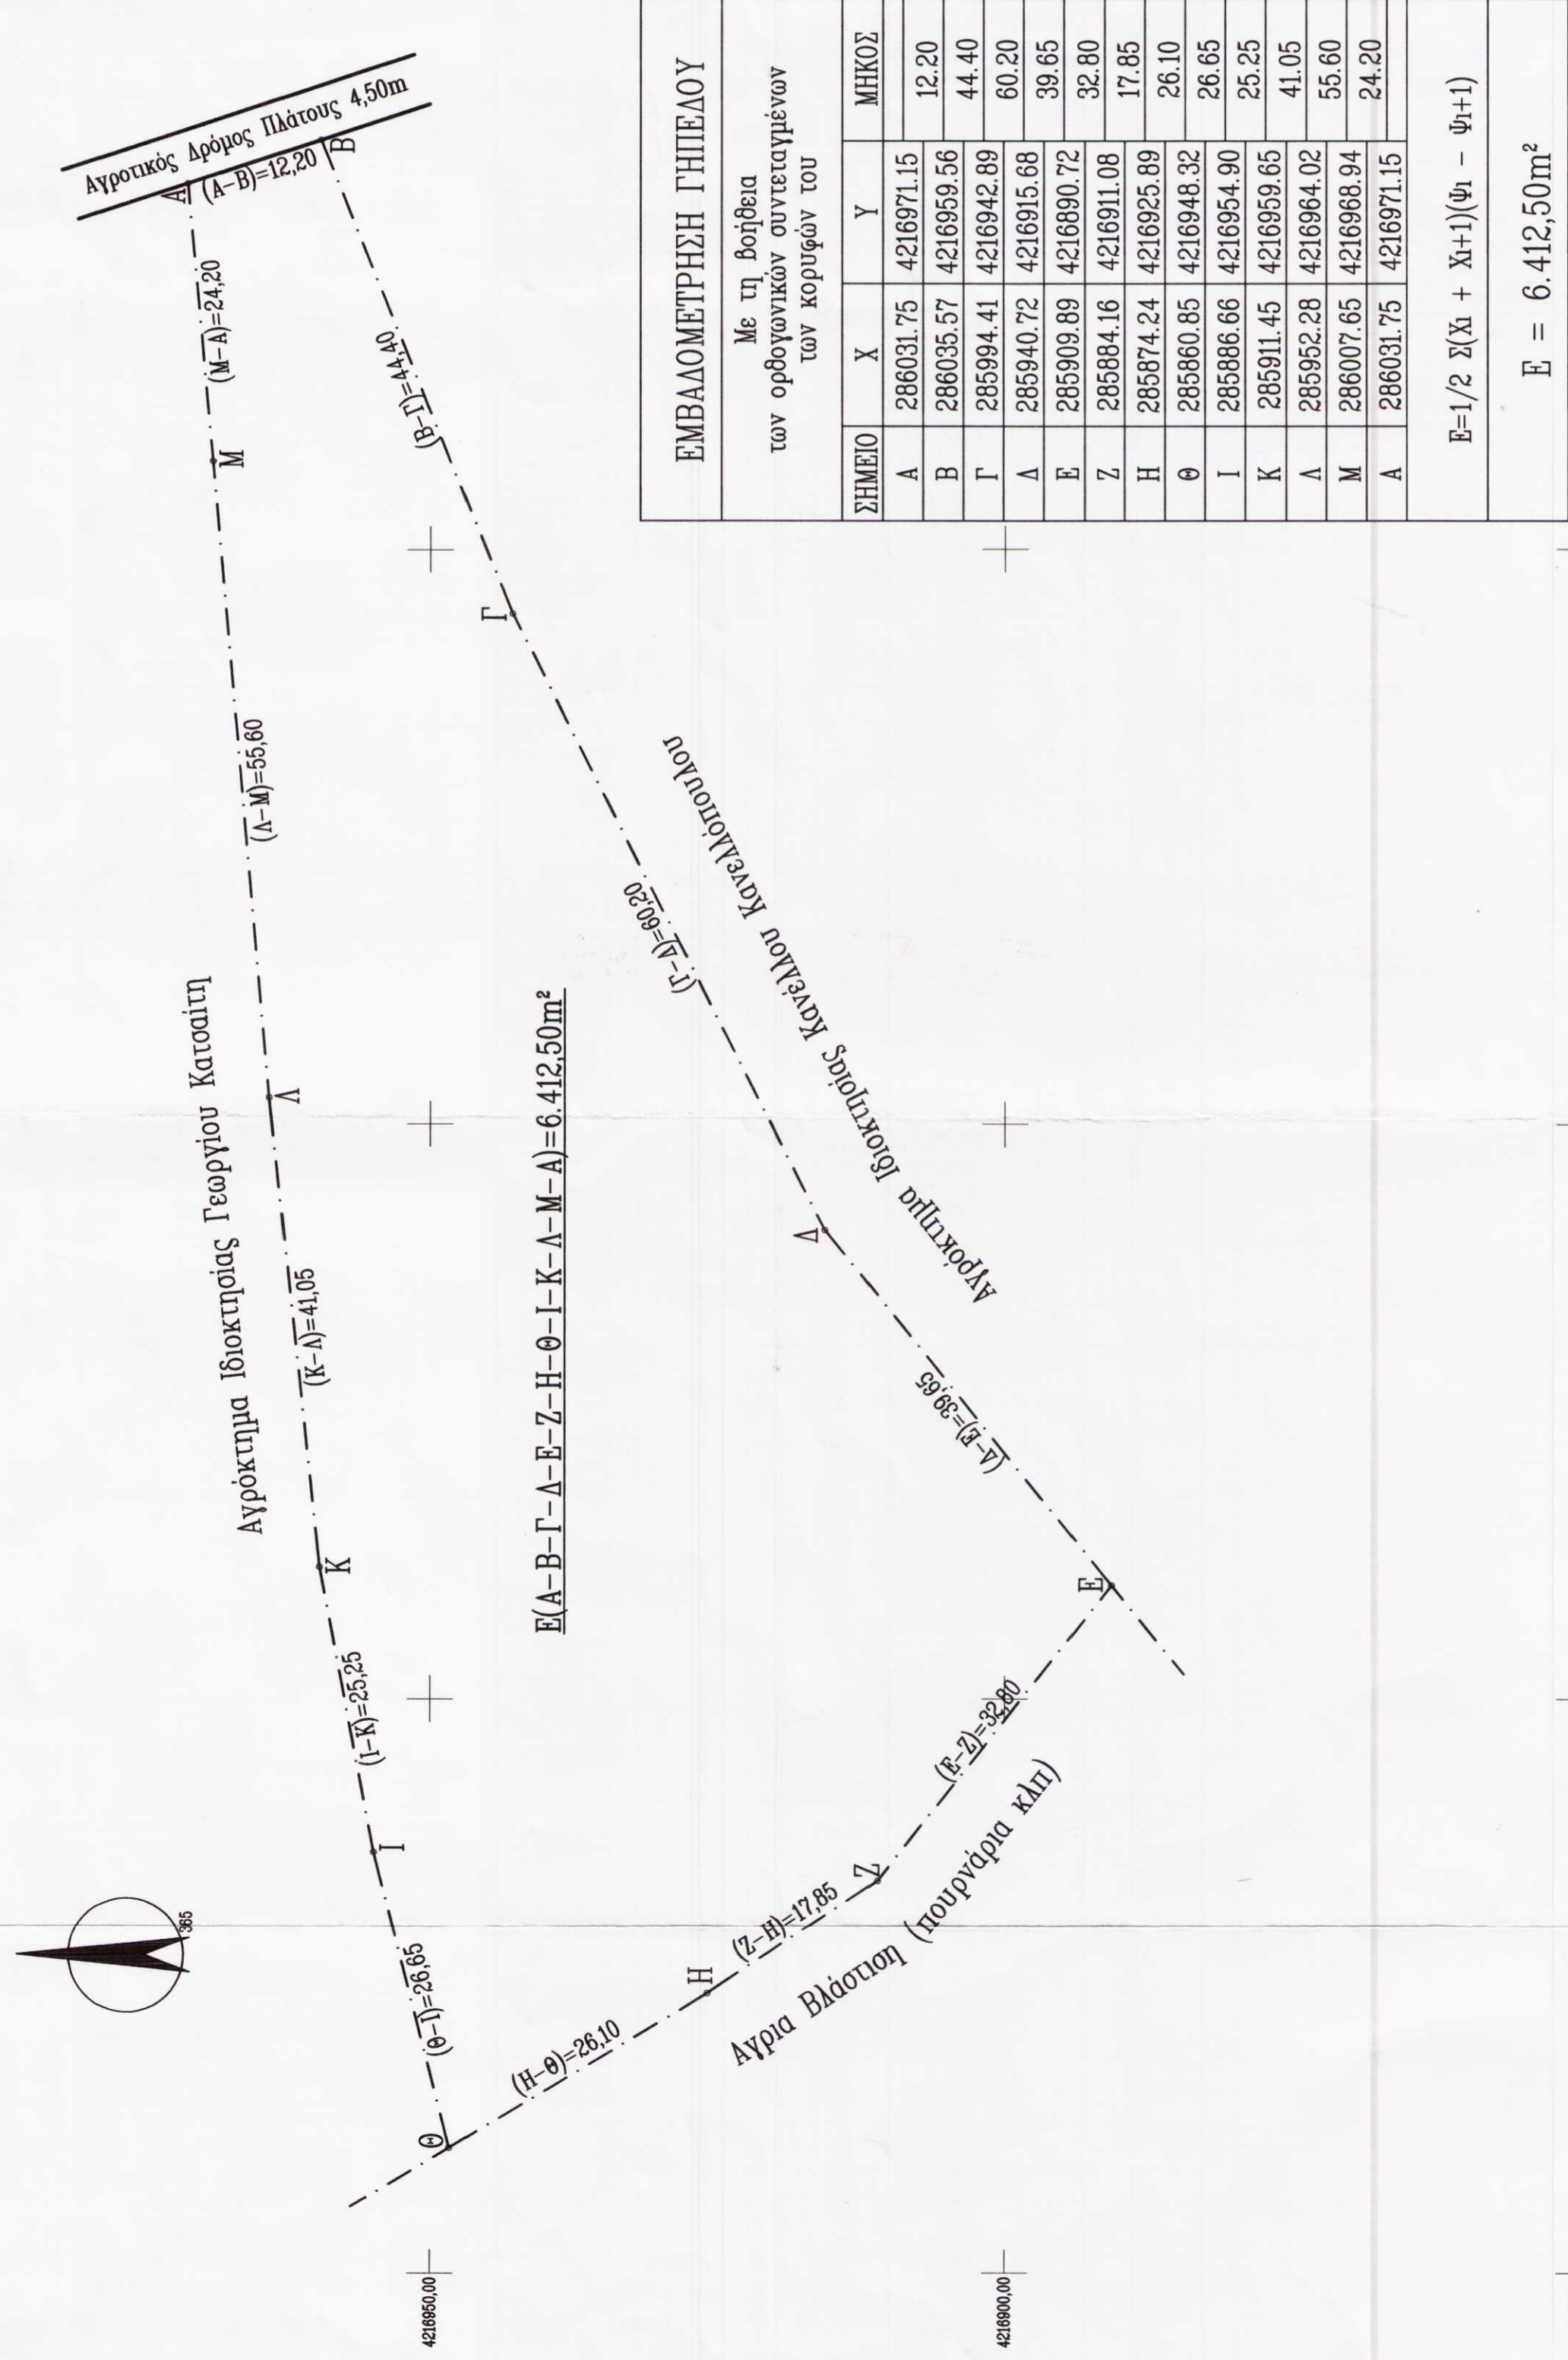 Αγροτικός Δρόμος Πλάτους 4,50m
Α
(Α-Β)=12,20
Β
(Μ-Α)=24,20
Μ
(Β-Γ)=44,40
Γ
(Λ-Μ)=55,60
Λ
(Γ-Δ)=60,20
Δ
Αγρόκτημα Ιδιοκτησίας Γεωργίου Κατσαίτη
Αγρόκτημα Ιδιοκτησίας Κανέλλου Κανελλόπουλου
Ε(Α-Β-Γ-Δ-Ε-Ζ-Η-Θ-Ι-Κ-Λ-Μ-Α)=6.412,50m²
(Κ-Λ)=41,05
Κ
(Δ-Ε)=39,65
Ε
(Ι-Κ)=25,25
Ι
(Ε-Ζ)=32,80
Ζ
(Ζ-Η)=17,85
Η
(Θ-Ι)=26,65
(Η-Θ)=26,10
Θ
Αγρια Βλάστιση (πουρνάρια κλπ)
365
4216950,00
4216900,00
ΕΜΒΑΔΟΜΕΤΡΗΣΗ ΓΗΠΕΔΟΥ
Με τη βοήθεια
των ορθογωνικών συντεταγμένων
των κορυφών του
ΣΗΜΕΙΟ X Y ΜΗΚΟΣ
Α 286031.75 4216971.15
12.20
Β 286035.57 4216959.56
44.40
Γ 285994.41 4216942.89
60.20
Δ 285940.72 4216915.68
39.65
Ε 285909.89 4216890.72
32.80
Ζ 285884.16 4216911.08
17.85
Η 285874.24 4216925.89
26.10
Θ 285860.85 4216948.32
26.65
Ι 285886.66 4216954.90
25.25
Κ 285911.45 4216959.65
41.05
Λ 285952.28 4216964.02
55.60
Μ 286007.65 4216968.94
24.20
Α 286031.75 4216971.15
Ε=1/2 Σ(Χι + Χι+1)(Ψι - Ψι+1)
Ε = 6.412,50m²